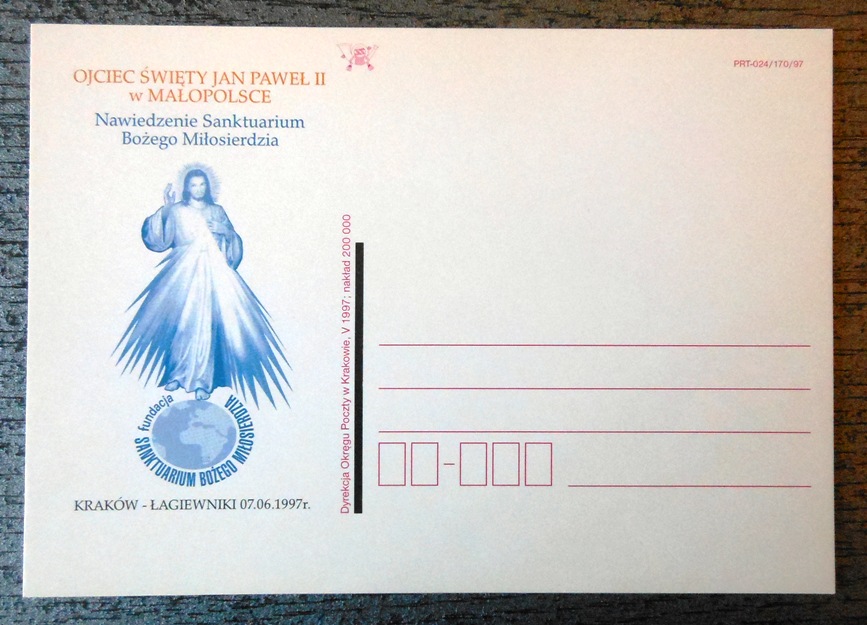 OJCIEC ŚWIĘTY JAN PAWEŁ II
w MAŁOPOLSCE
Nawiedzenie Sanktuarium
Bożego Miłosierdzia
fundacja
SANKTUARIUM BOŻEGO MIŁOSIERDZIA
KRAKÓW - ŁAGIEWNIKI 07.06.1997r.
Dyrekcja Okręgu Poczty w Krakowie, V 1997; nakład 200 000
PRT-024/170/97